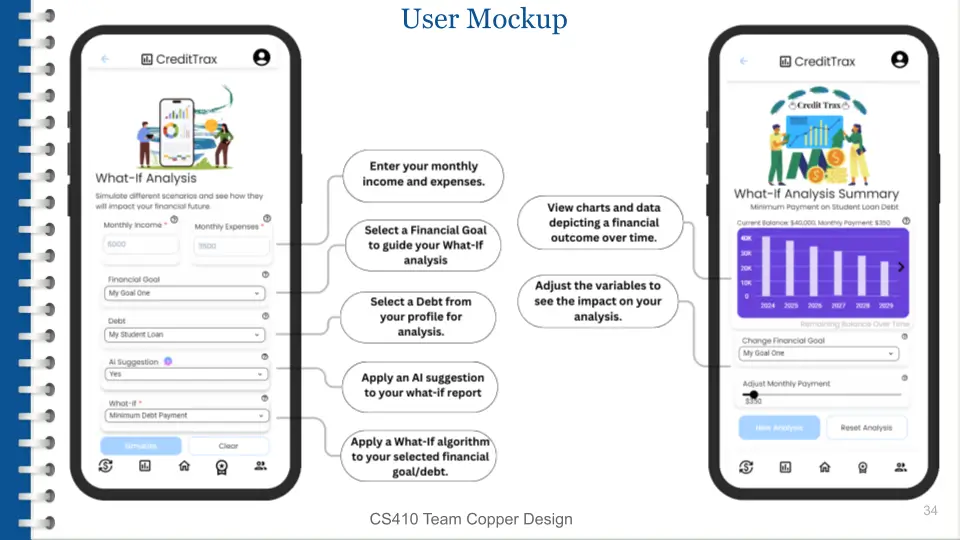 User Mockup
CreditTrax
What-If Analysis
Simulate different scenarios and see how they
will impact your financial future.
Monthly Income *
Monthly Expenses *
6000
3500
Financial Goal
My Goal One
Debt
My Student Loan
Ai Suggestion
Yes
What-If *
Minimum Debt Payment
Simulate
Clear
Enter your monthly
income and expenses.
Select a Financial Goal
to guide your What-If
analysis
Select a Debt from
your profile for
analysis.
Apply an AI suggestion
to your what-if report
Apply a What-If algorithm
to your selected financial
goal/debt.
View charts and data
depicting a financial
outcome over time.
Adjust the variables to
see the impact on your
analysis.
CreditTrax
Credit Trax
What-If Analysis Summary
Minimum Payment on Student Loan Debt
Current Balance: $40,000, Monthly Payment: $350
40K
30K
20K
10K
0
2024 2025 2026 2027 2028 2029
Remaining Balance Over Time
Change Financial Goal
My Goal One
Adjust Monthly Payment
$350
New Analysis
Reset Analysis
CS410 Team Copper Design
34